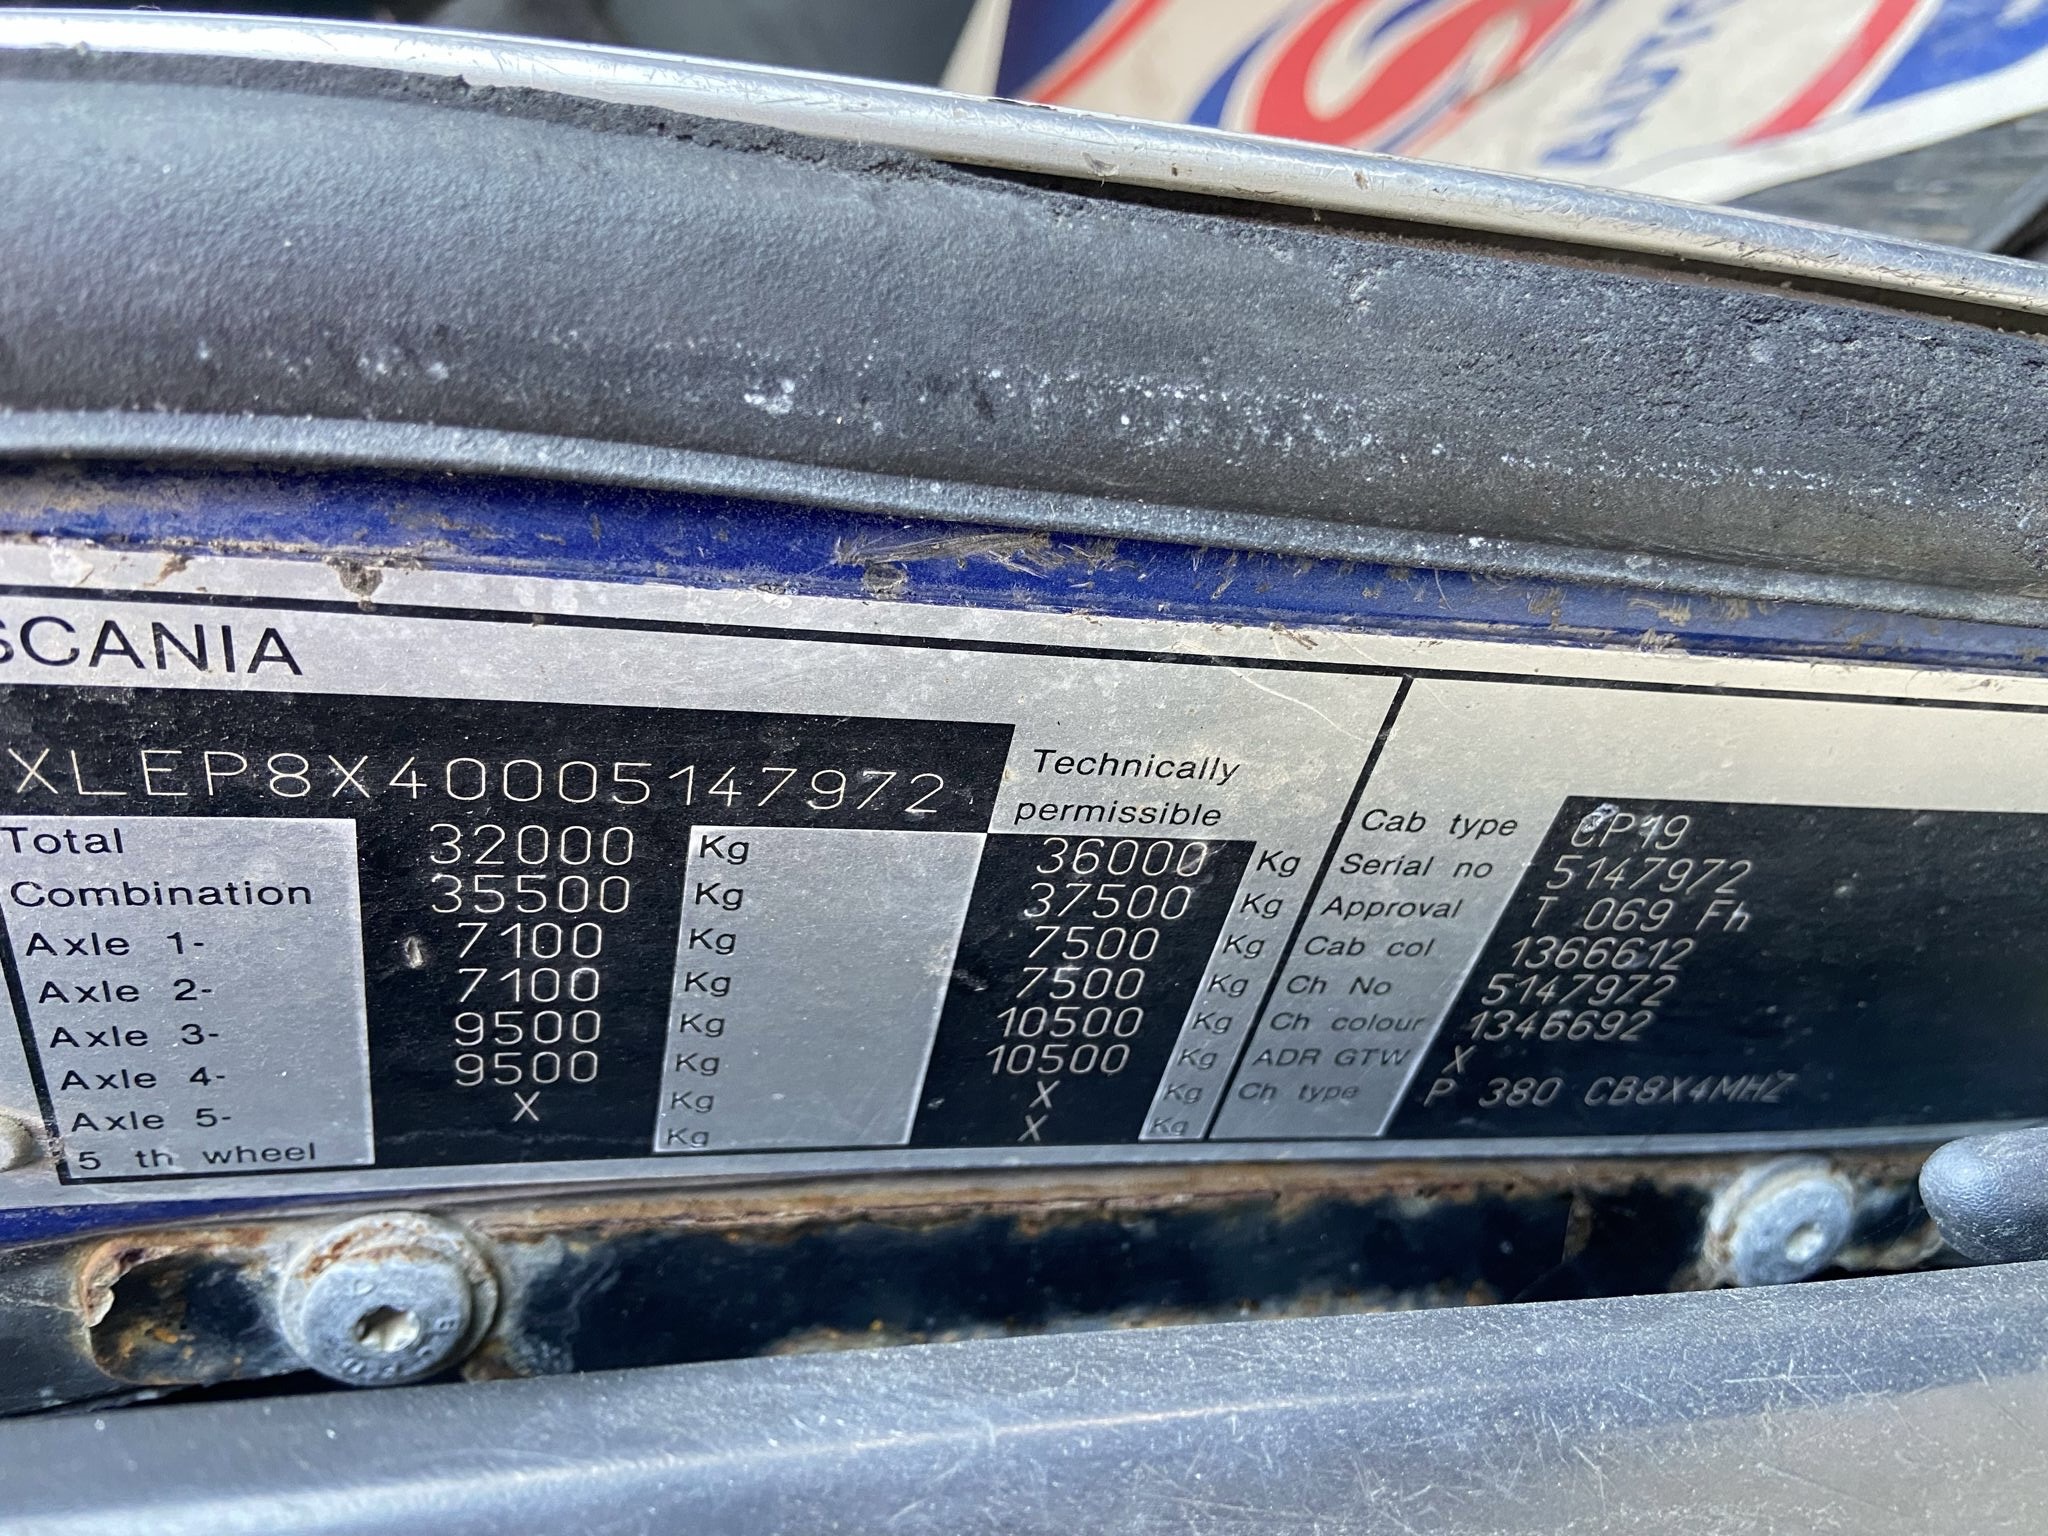 AUTO
SCANIA
XLEP8X40005147972
Technically
permissible
Total 32000 Kg 36000 Kg
Combination 35500 Kg 37500 Kg
Axle 1- 7100 Kg 7500 Kg
Axle 2- 7100 Kg 7500 Kg
Axle 3- 9500 Kg 10500 Kg
Axle 4- 9500 Kg 10500 Kg
Axle 5- X Kg X Kg
5 th wheel Kg X Kg
Cab type CP19
Serial no 5147972
Approval T 069 Fh
Cab col 1366612
Ch No 5147972
Ch colour 1346692
ADR GTW X
Ch type P 380 CB8X4MHZ